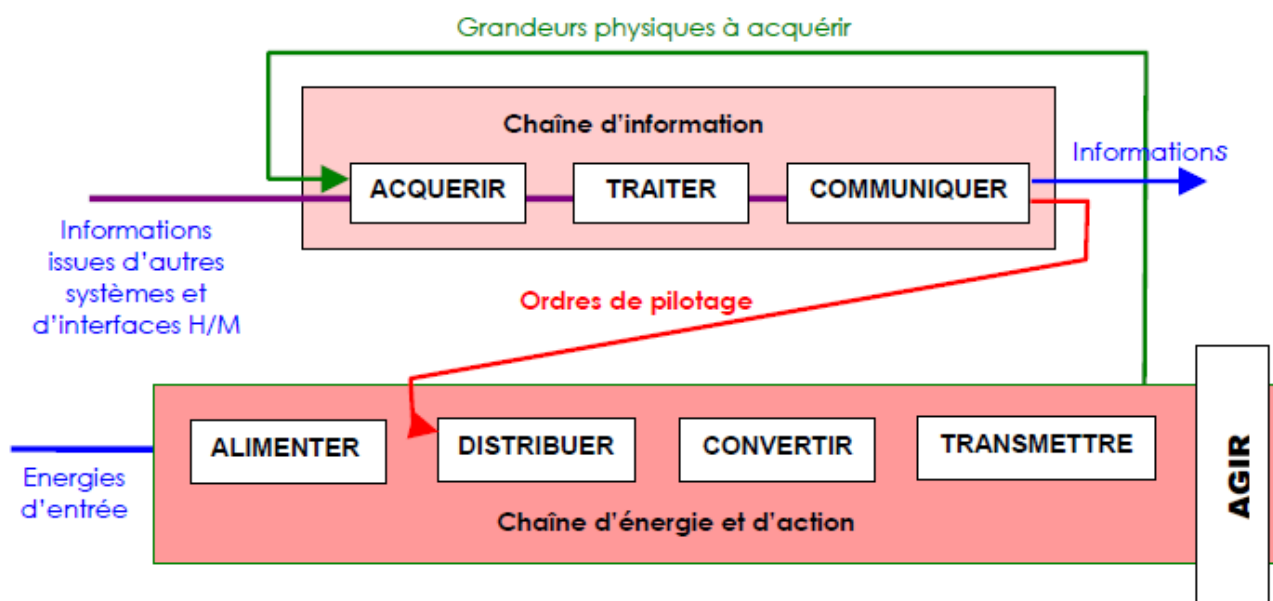 Grandeurs physiques à acquérir
Chaîne d'information
ACQUERIR
TRAITER
COMMUNIQUER
Informations
Informations
issues d'autres
systèmes et
d'interfaces H/M
Ordres de pilotage
ALIMENTER
DISTRIBUER
CONVERTIR
TRANSMETTRE
AGIR
Energies
d'entrée
Chaîne d'énergie et d'action